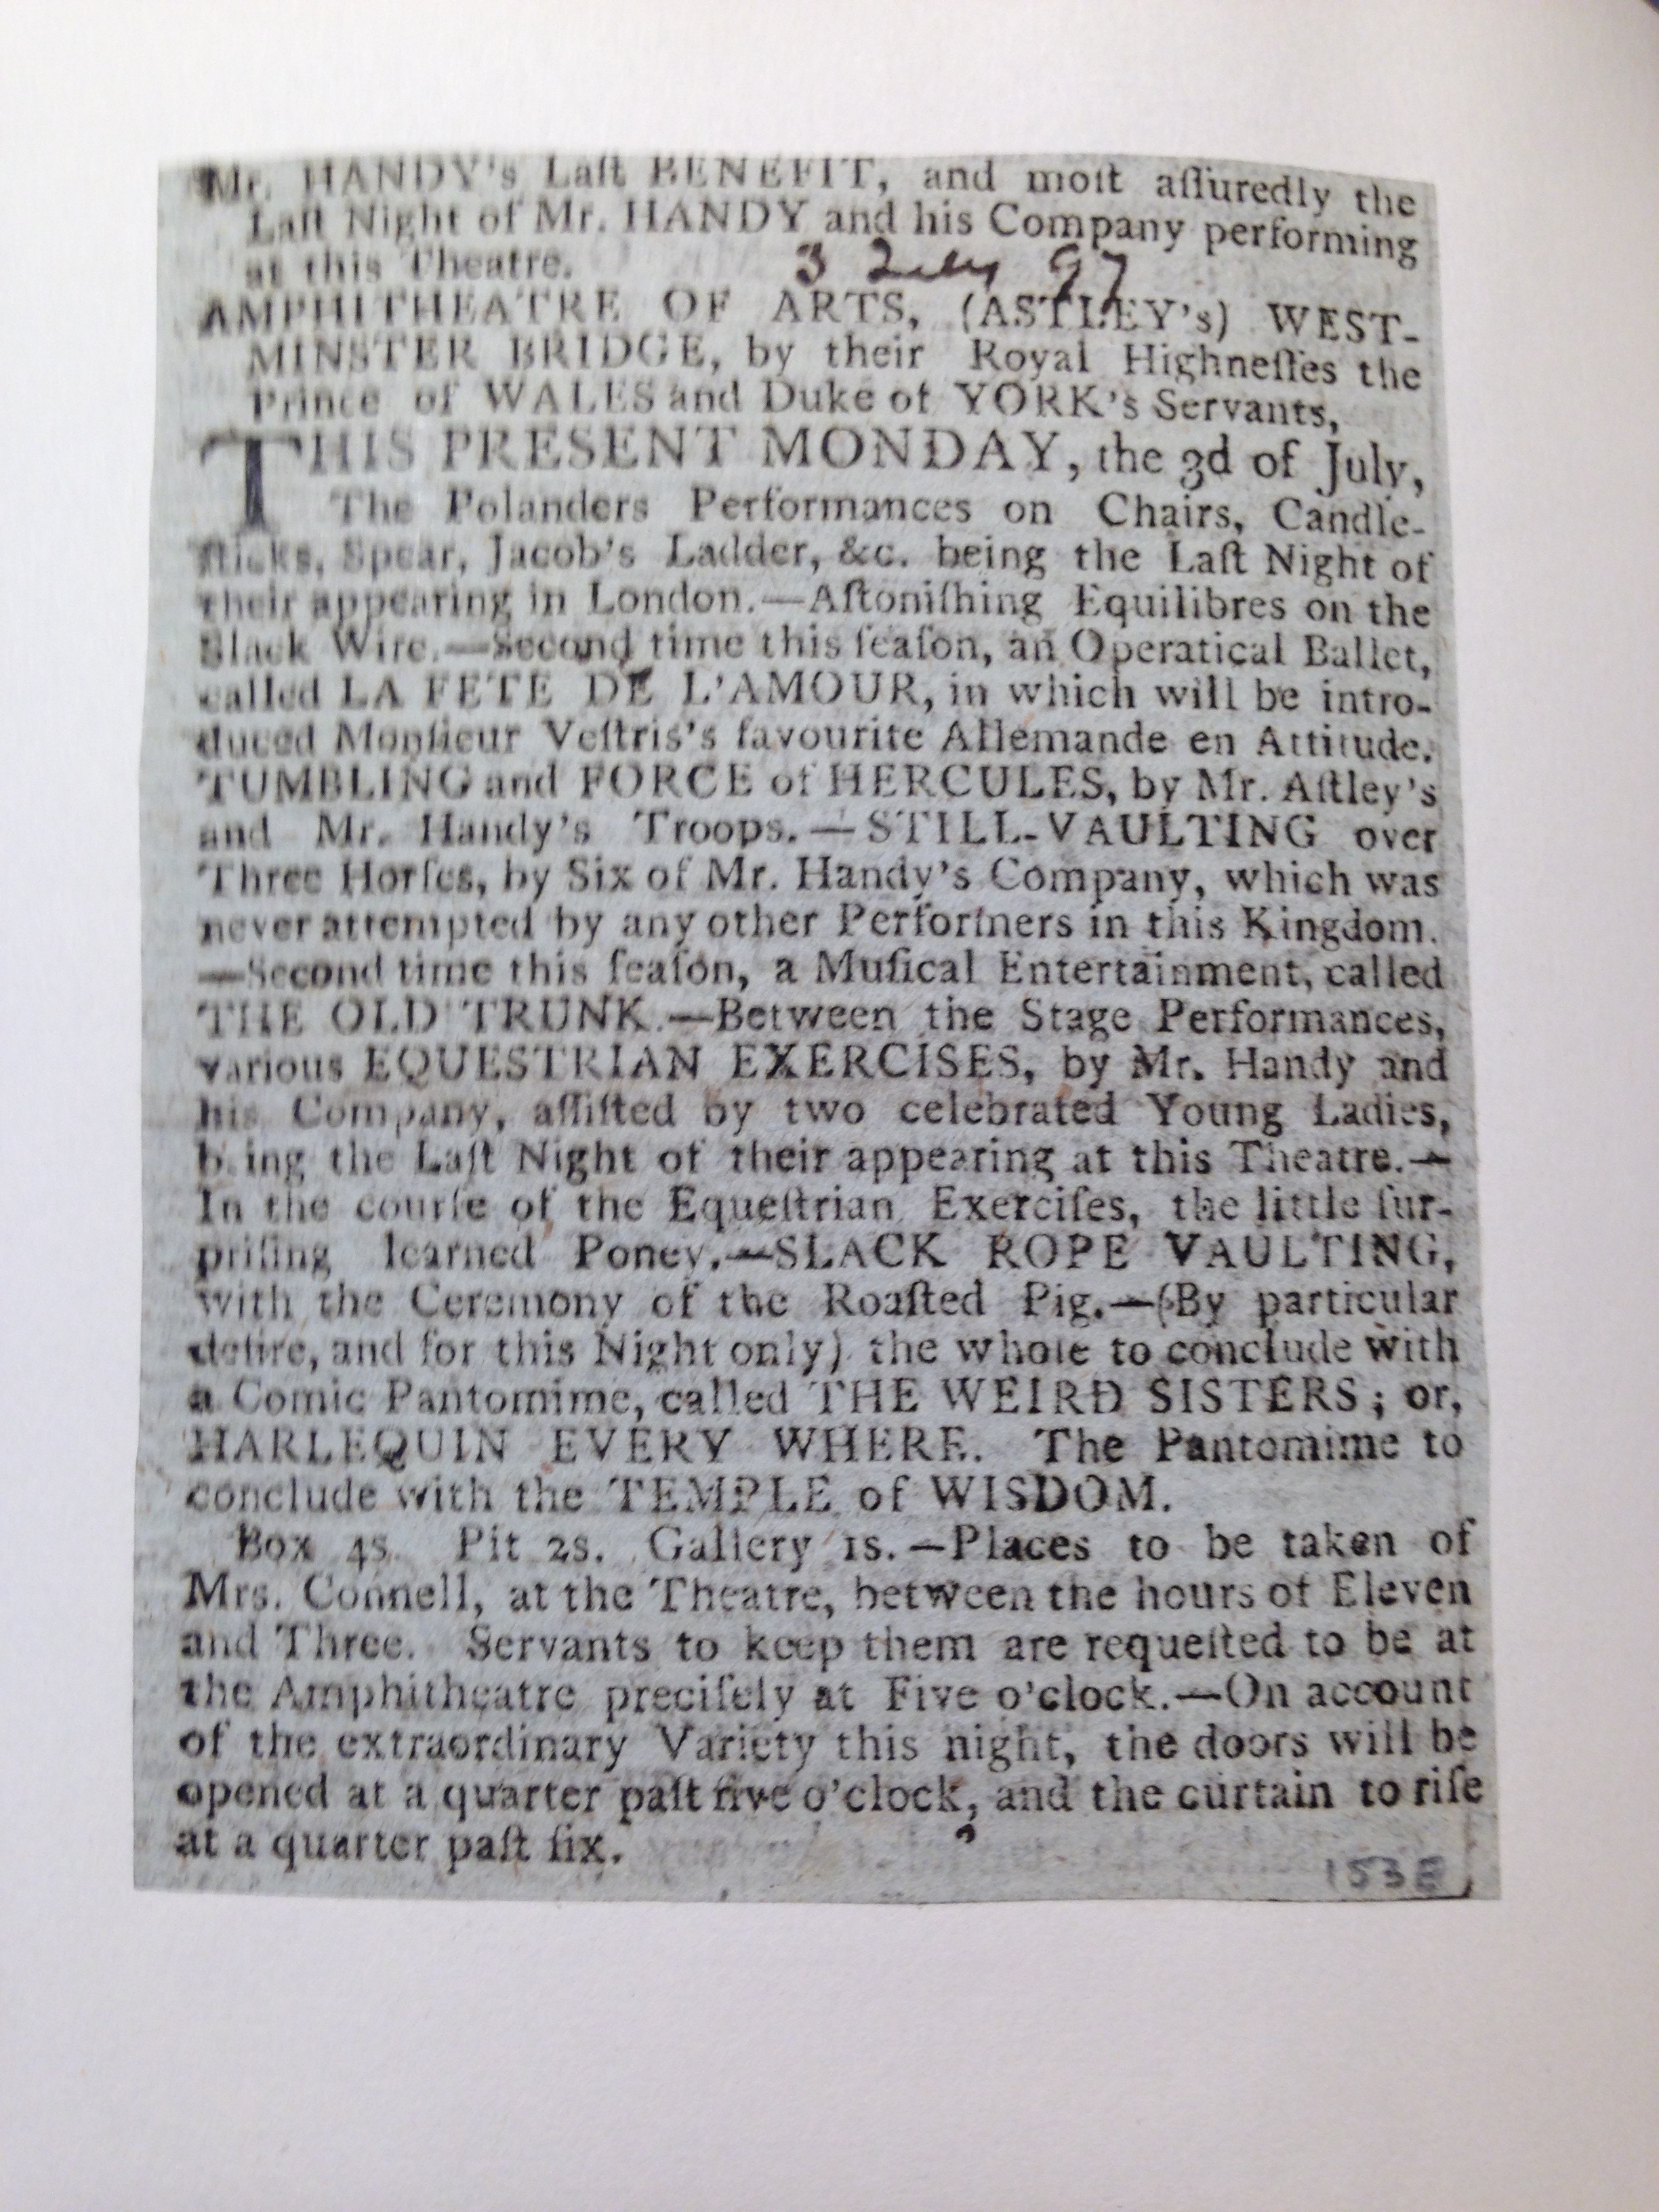 Mr. HANDY's Laſt BENEFIT, and moſt aſſuredly the
Laſt Night of Mr. HANDY and his Company performing
at this Theatre.
3 July 97
AMPHITHEATRE OF ARTS, (ASTLEY's) WEST-
MINSTER BRIDGE, by their Royal Highneſſes the
Prince of WALES and Duke of YORK's Servants,
THIS PRESENT MONDAY, the 3d of July,
The Polanders Performances on Chairs, Candle-
ſticks, Spear, Jacob's Ladder, &c. being the Laſt Night of
their appearing in London.—Aſtoniſhing Equilibres on the
Slack Wire.—Second time this ſeaſon, an Operatical Ballet,
called LA FETE DE L'AMOUR, in which will be intro-
duced Monſieur Veſtris's favourite Allemande en Attitude.
TUMBLING and FORCE of HERCULES, by Mr. Aſtley's
and Mr. Handy's Troops.—STILL-VAULTING over
Three Horſes, by Six of Mr. Handy's Company, which was
never attempted by any other Performers in this Kingdom.
—Second time this ſeaſon, a Muſical Entertainment, called
THE OLD TRUNK.—Between the Stage Performances,
various EQUESTRIAN EXERCISES, by Mr. Handy and
his Company, aſſiſted by two celebrated Young Ladies,
b.ing the Laſt Night of their appearing at this Theatre.—
In the courſe of the Equeſtrian Exerciſes, the little ſur-
priſing learned Poney.—SLACK ROPE VAULTING,
with the Ceremony of the Roaſted Pig.—(By particular
deſire, and for this Night only) the whole to conclude with
a Comic Pantomime, called THE WEIRD SISTERS; or,
HARLEQUIN EVERY WHERE. The Pantomime to
conclude with the TEMPLE of WISDOM.
Box 4s. Pit 2s. Gallery 1s.—Places to be taken of
Mrs. Connell, at the Theatre, between the hours of Eleven
and Three. Servants to keep them are requeſted to be at
the Amphitheatre preciſely at Five o'clock.—On account
of the extraordinary Variety this night, the doors will be
opened at a quarter paſt five o'clock, and the curtain to riſe
at a quarter paſt ſix.
153E